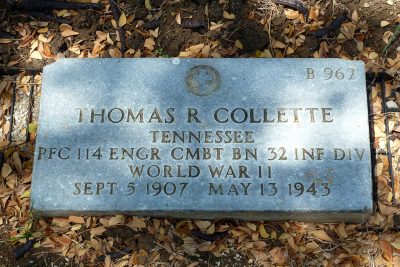 B 962
THOMAS R COLLETTE
TENNESSEE
PFC 114 ENGR CMBT BN 32 INF DIV
WORLD WAR II
SEPT 5 1907 MAY 13 1943